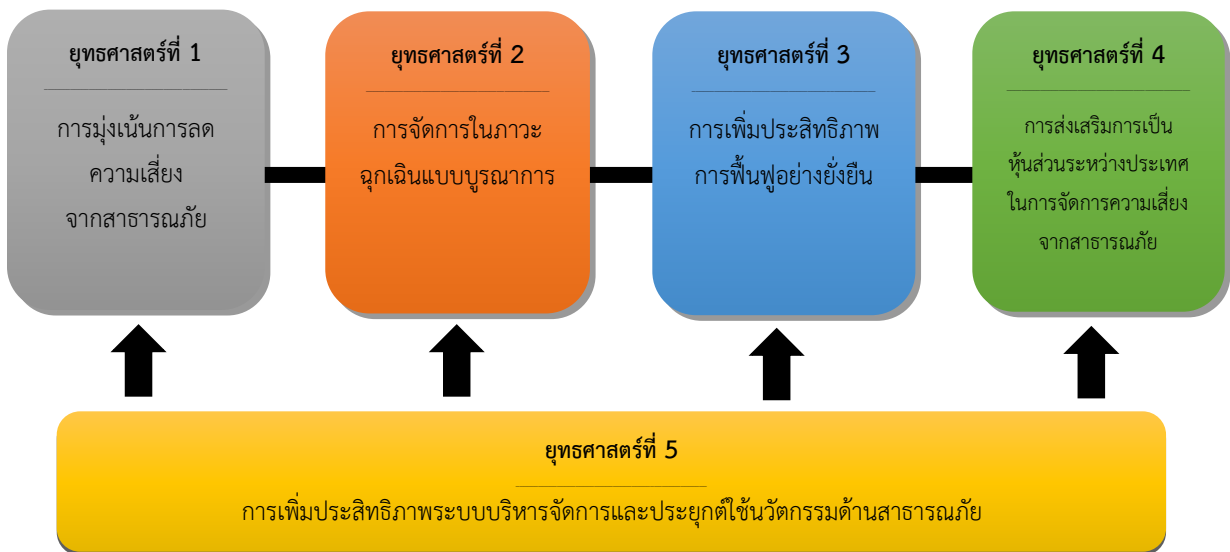 ยุทธศาสตร์ที่ 1
การมุ่งเน้นการลด
ความเสี่ยง
จากสาธารณภัย
ยุทธศาสตร์ที่ 2
การจัดการในภาวะ
ฉุกเฉินแบบบูรณาการ
ยุทธศาสตร์ที่ 3
การเพิ่มประสิทธิภาพ
การฟื้นฟูอย่างยั่งยืน
ยุทธศาสตร์ที่ 4
การส่งเสริมการเป็น
หุ้นส่วนระหว่างประเทศ
ในการจัดการความเสี่ยง
จากสาธารณภัย
ยุทธศาสตร์ที่ 5
การเพิ่มประสิทธิภาพระบบบริหารจัดการและประยุกต์ใช้นวัตกรรมด้านสาธารณภัย